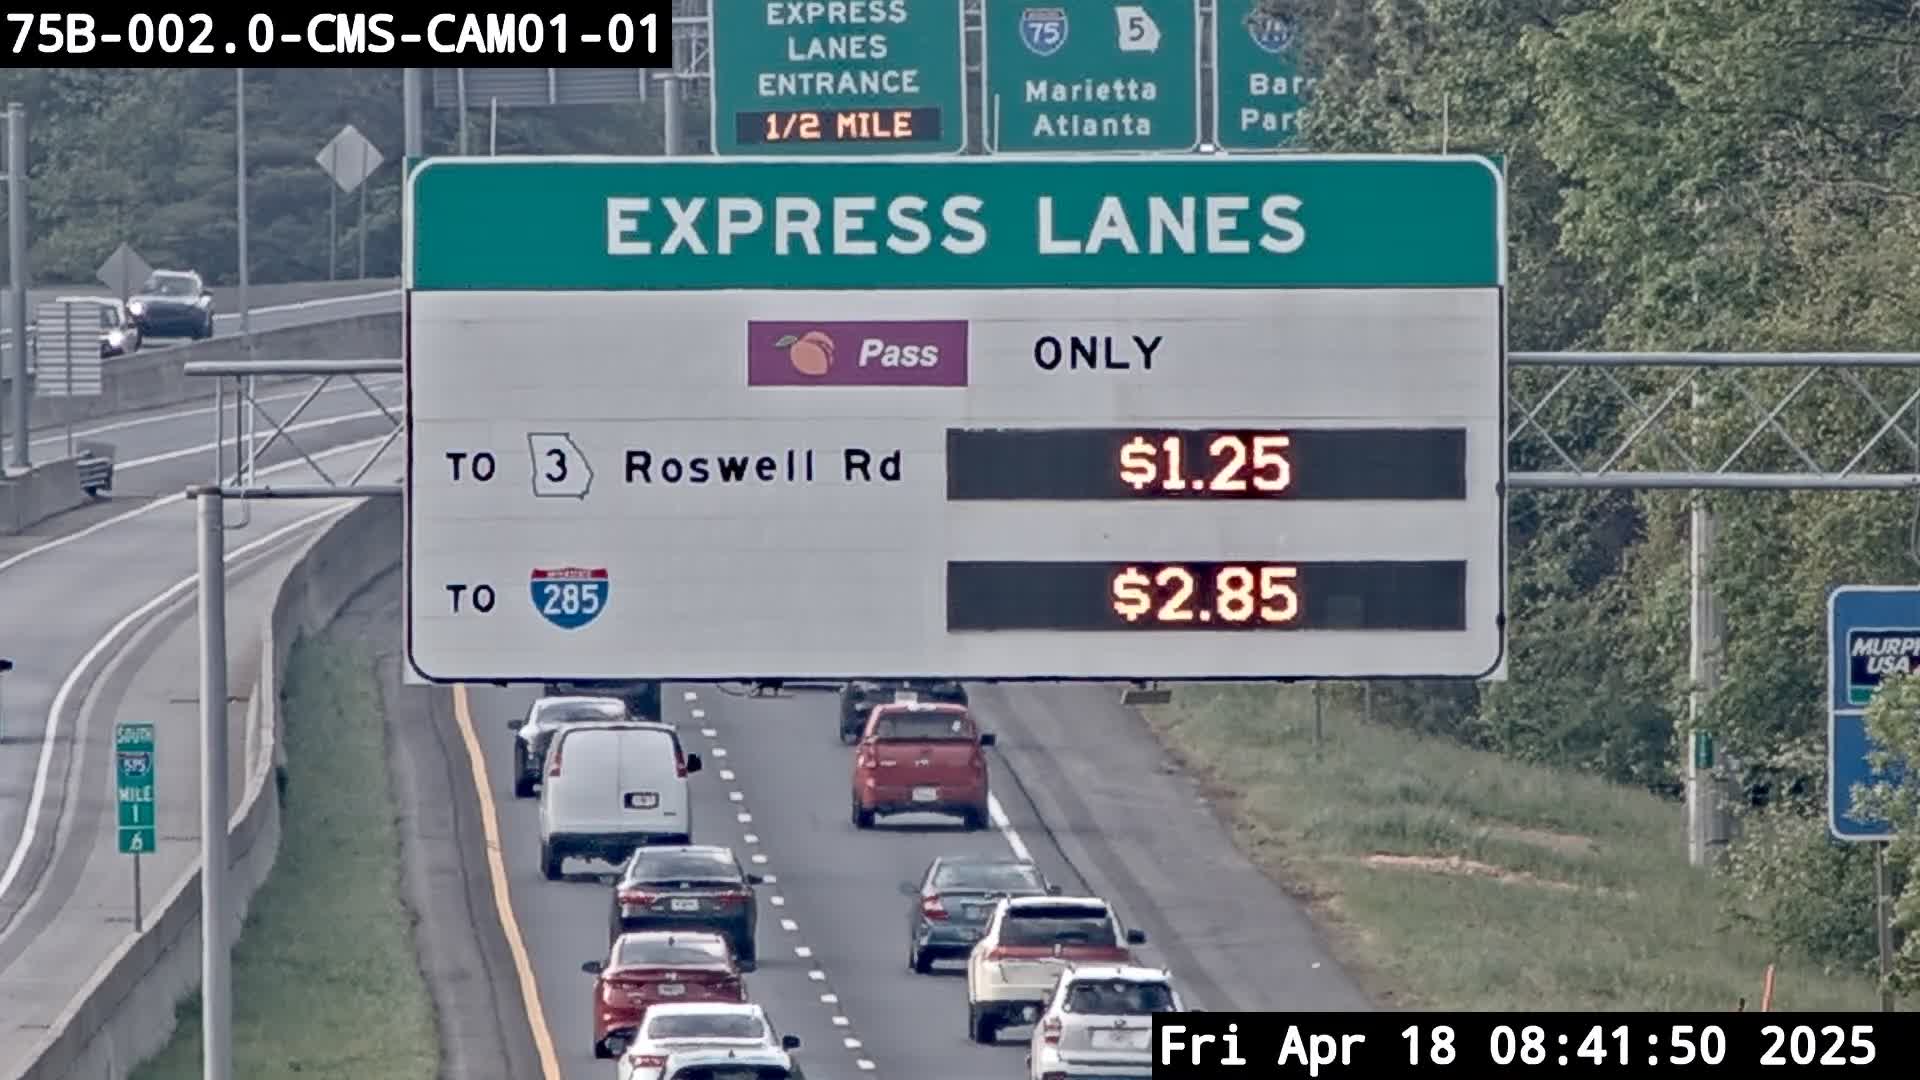 75B-002.0-CMS-CAM01-01
EXPRESS
LANES
ENTRANCE
1/2 MILE
75
5
Marietta
Atlanta
EXPRESS LANES
Pass ONLY
TO 3 Roswell Rd $1.25
TO 285 $2.85
SOUTH
575
MILE
1
.6
USA
Fri Apr 18 08:41:50 2025